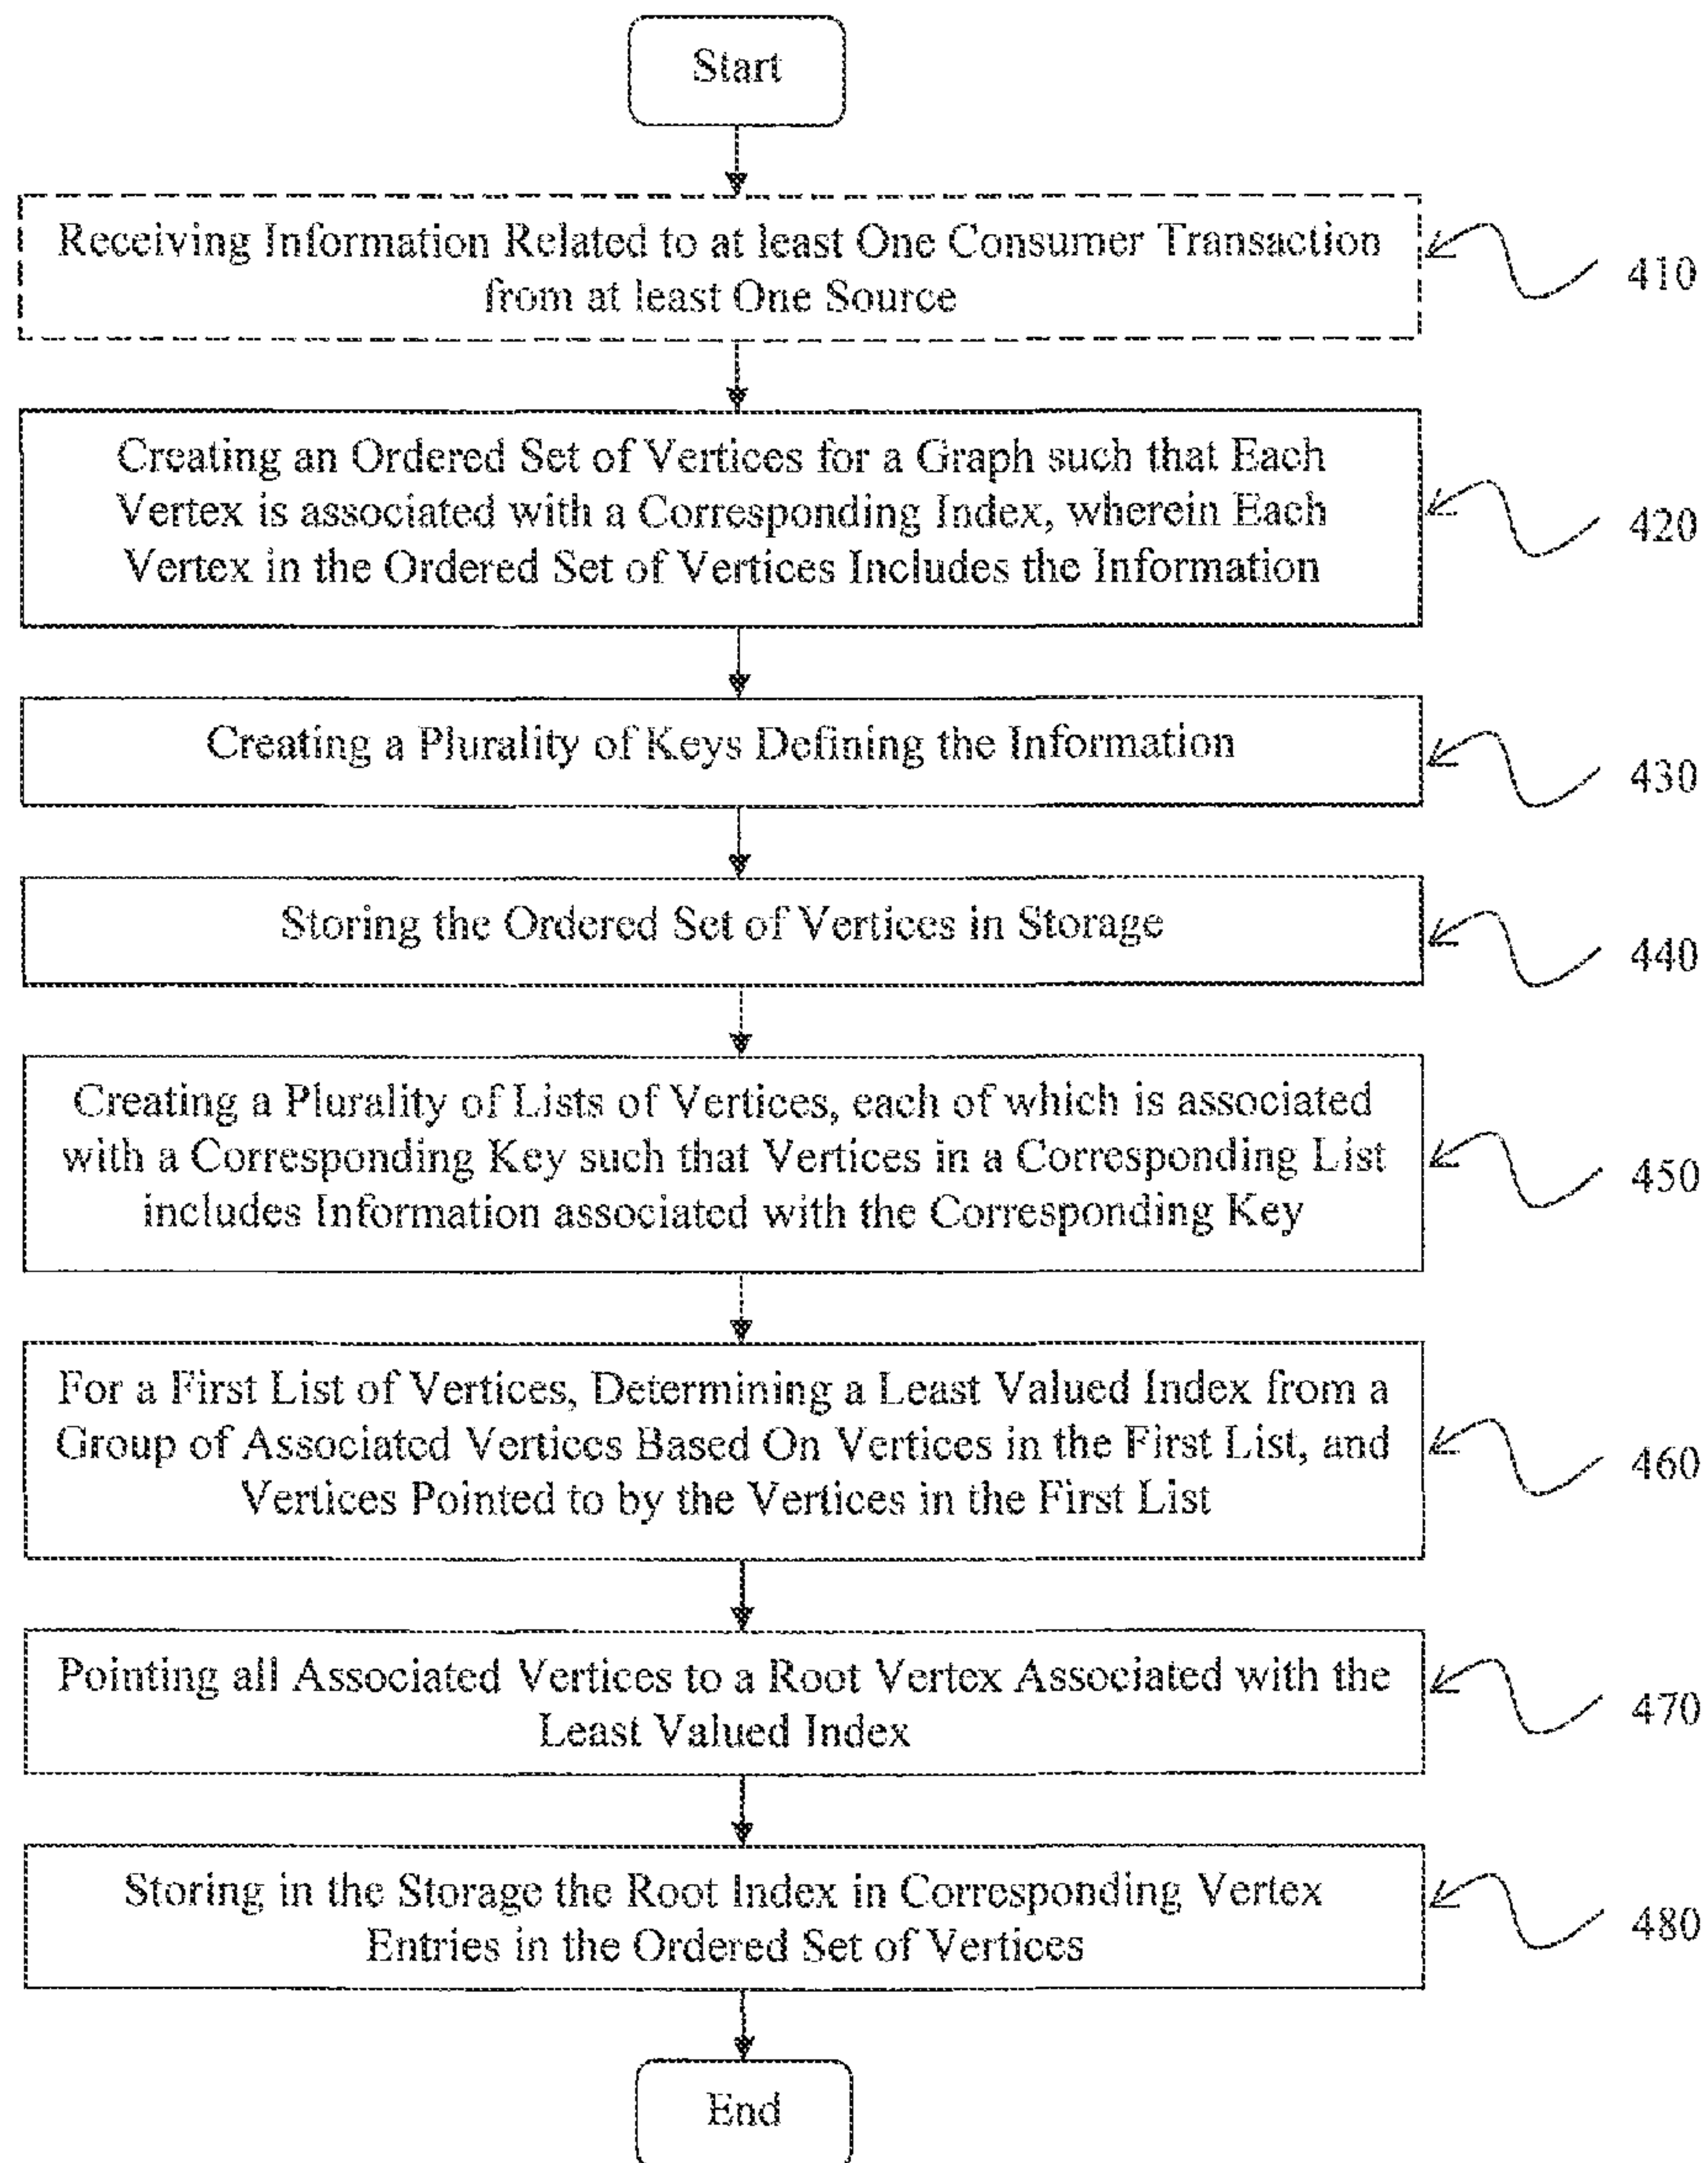 Start
Receiving Information Related to at least One Consumer Transaction
from at least One Source
410
Creating an Ordered Set of Vertices for a Graph such that Each
Vertex is associated with a Corresponding Index, wherein Each
Vertex in the Ordered Set of Vertices Includes the Information
420
Creating a Plurality of Keys Defining the Information
430
Storing the Ordered Set of Vertices in Storage
440
Creating a Plurality of Lists of Vertices, each of which is associated
with a Corresponding Key such that Vertices in a Corresponding List
includes Information associated with the Corresponding Key
450
For a First List of Vertices, Determining a Least Valued Index from a
Group of Associated Vertices Based On Vertices in the First List, and
Vertices Pointed to by the Vertices in the First List
460
Pointing all Associated Vertices to a Root Vertex Associated with the
Least Valued Index
470
Storing in the Storage the Root Index in Corresponding Vertex
Entries in the Ordered Set of Vertices
480
End